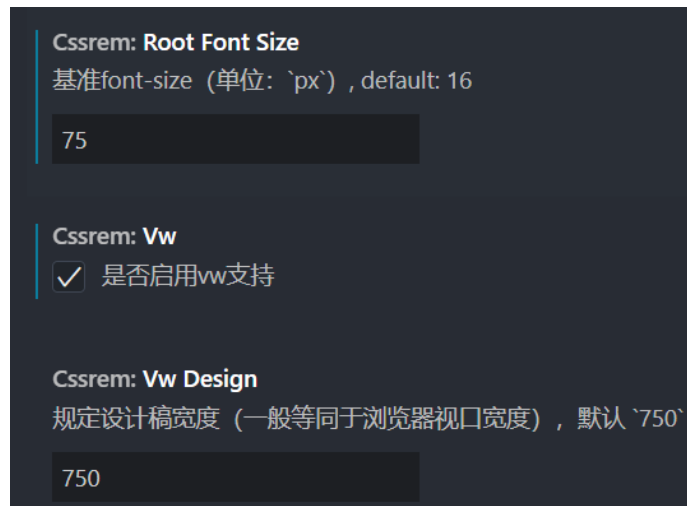 Cssrem: Root Font Size
基准font-size（单位：`px`）, default: 16
75
Cssrem: Vw
是否启用vw支持
Cssrem: Vw Design
规定设计稿宽度（一般等同于浏览器视口宽度），默认 `750`
750